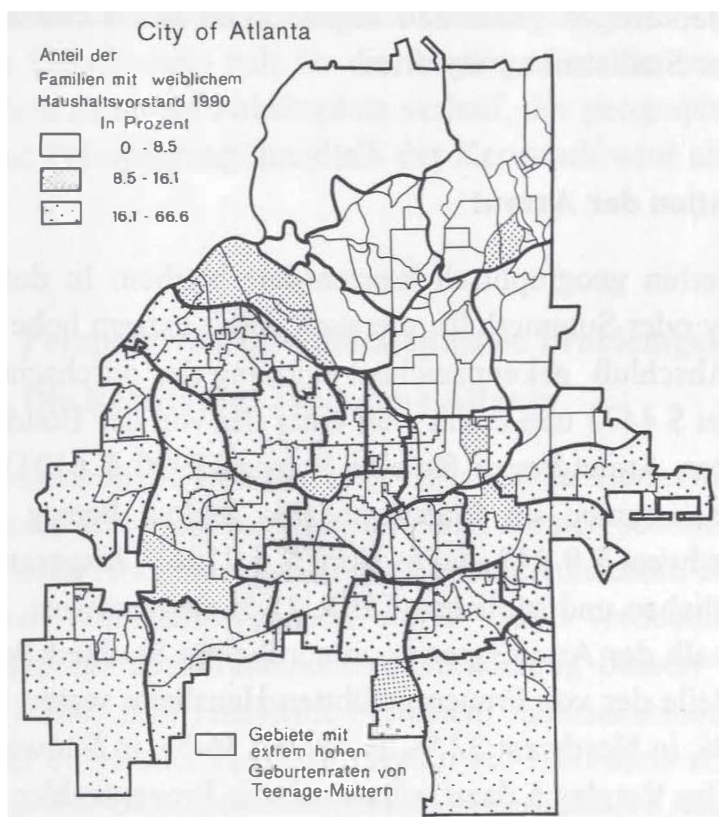 City of Atlanta
Anteil der
Familien mit weiblichem
Haushaltsvorstand 1990
In Prozent
0 - 8.5
8.5 - 16.1
16.1 - 66.6
Gebiete mit
extrem hohen
Geburtenraten von
Teenage-Müttern